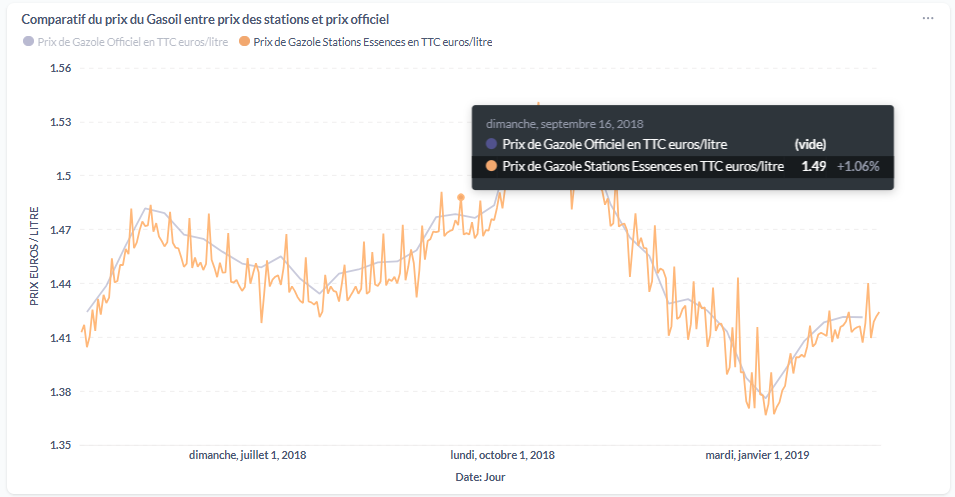 Comparatif du prix du Gasoil entre prix des stations et prix officiel
Prix de Gazole Officiel en TTC euros/litre Prix de Gazole Stations Essences en TTC euros/litre
1.56
1.53
1.5
1.47
1.44
1.41
1.38
1.35
PRIX EUROS / LITRE
dimanche, septembre 16, 2018
Prix de Gazole Officiel en TTC euros/litre (vide)
Prix de Gazole Stations Essences en TTC euros/litre 1.49 +1.06%
dimanche, juillet 1, 2018 lundi, octobre 1, 2018 mardi, janvier 1, 2019
Date: Jour